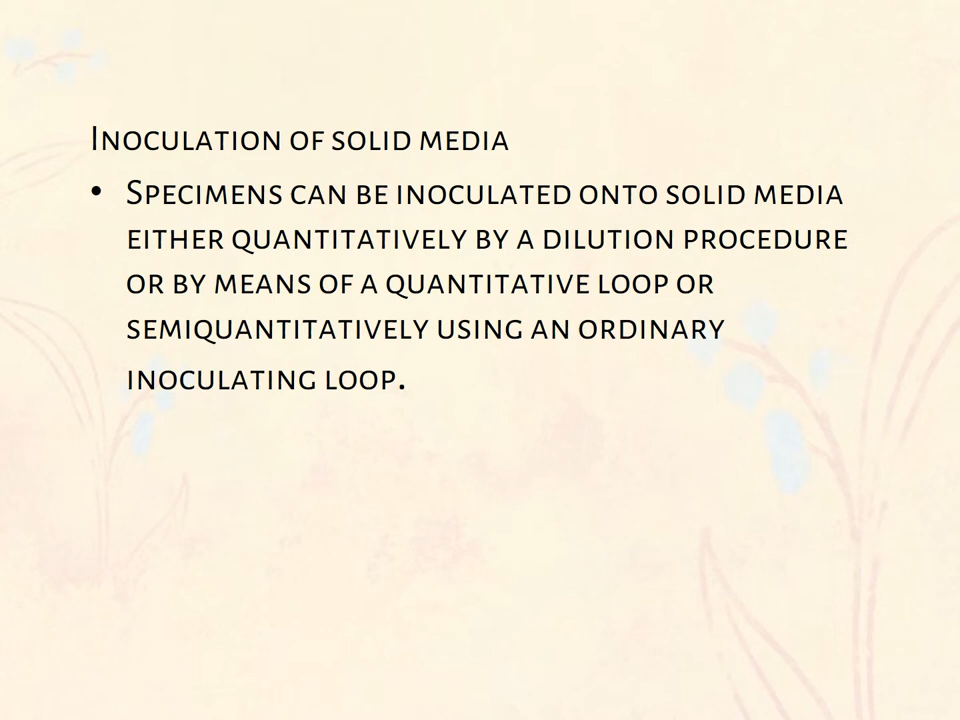 Inoculation of solid media
• Specimens can be inoculated onto solid media
either quantitatively by a dilution procedure
or by means of a quantitative loop or
semiquantitatively using an ordinary
inoculating loop.